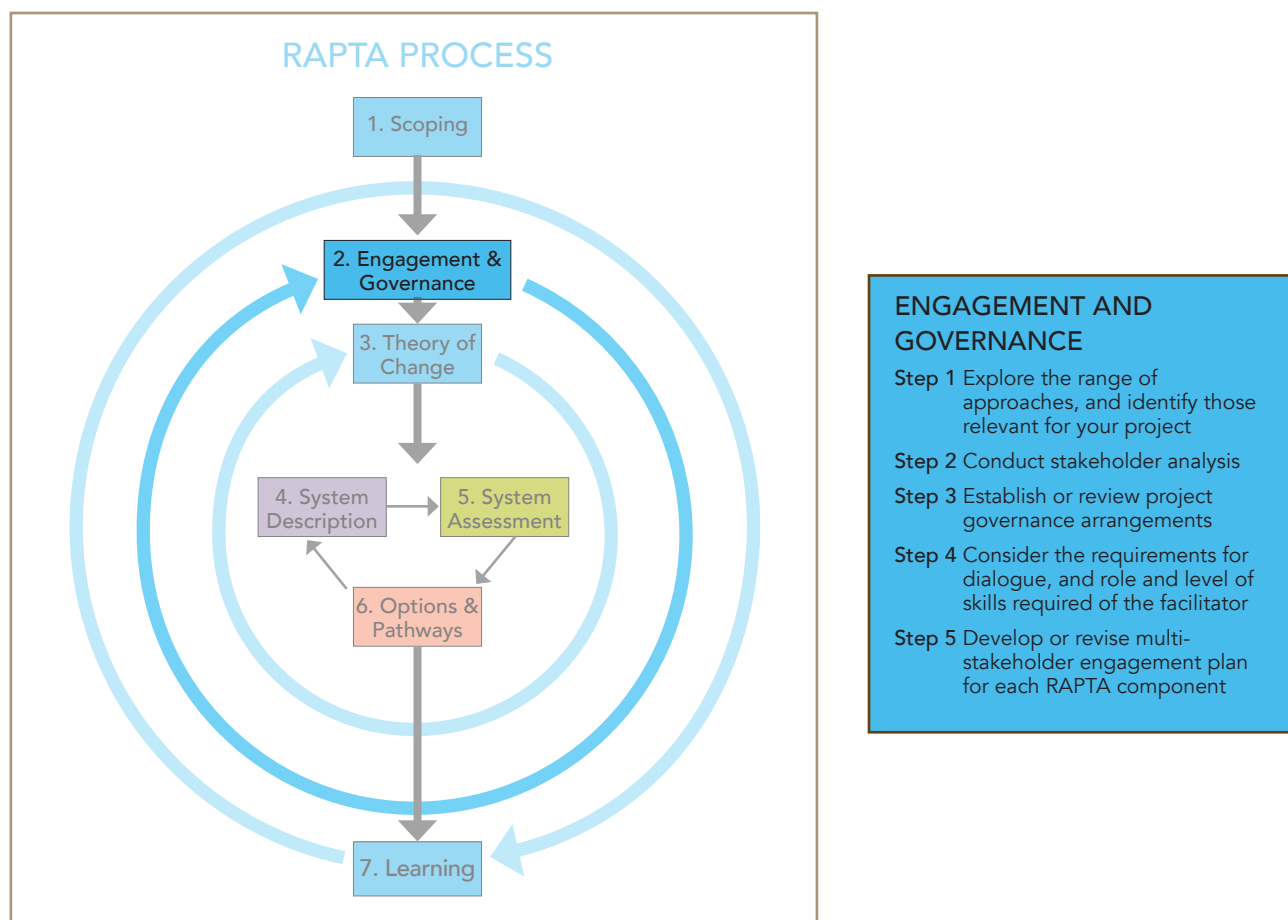 RAPTA PROCESS
1. Scoping
2. Engagement &
Governance
3. Theory of
Change
4. System
Description
5. System
Assessment
6. Options &
Pathways
7. Learning
ENGAGEMENT AND
GOVERNANCE
Step 1 Explore the range of
approaches, and identify those
relevant for your project
Step 2 Conduct stakeholder analysis
Step 3 Establish or review project
governance arrangements
Step 4 Consider the requirements for
dialogue, and role and level of
skills required of the facilitator
Step 5 Develop or revise multi-
stakeholder engagement plan
for each RAPTA component